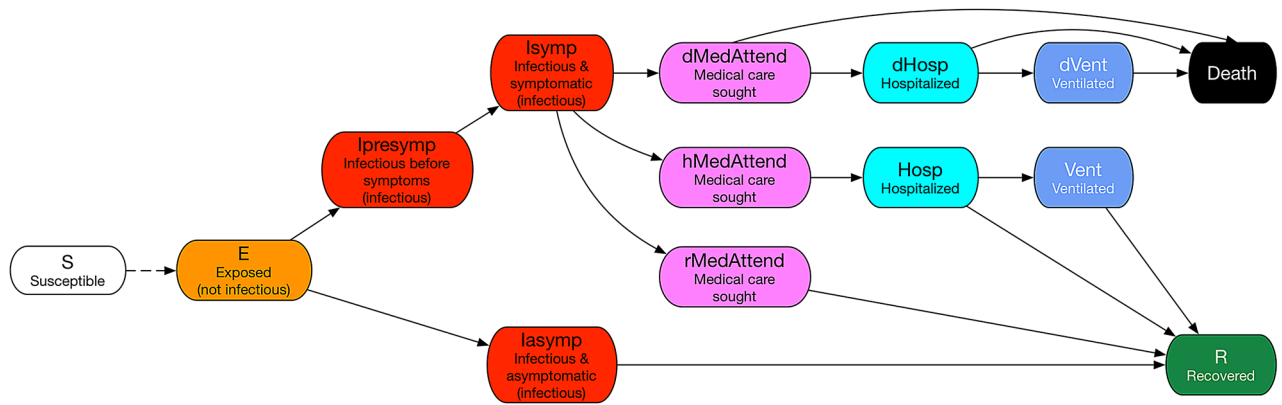 S
Susceptible
E
Exposed
(not infectious)
Ipresymp
Infectious before
symptoms
(infectious)
Isymp
Infectious &
symptomatic
(infectious)
Iasymp
Infectious &
asymptomatic
(infectious)
dMedAttend
Medical care
sought
dHosp
Hospitalized
dVent
Ventilated
Death
hMedAttend
Medical care
sought
Hosp
Hospitalized
Vent
Ventilated
rMedAttend
Medical care
sought
R
Recovered